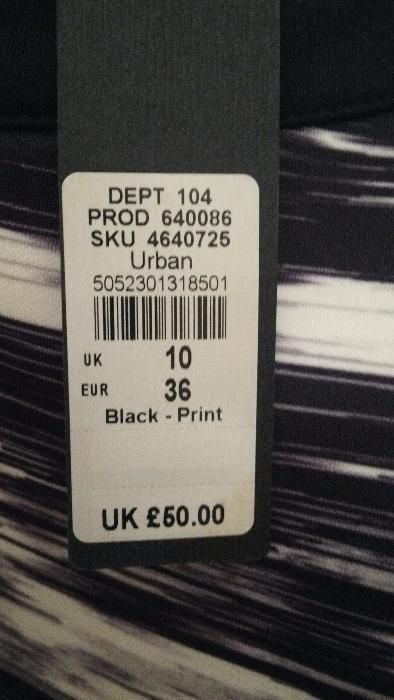 DEPT 104
PROD 640086
SKU 4640725
Urban
5052301318501
UK 10
EUR 36
Black - Print
UK £50.00